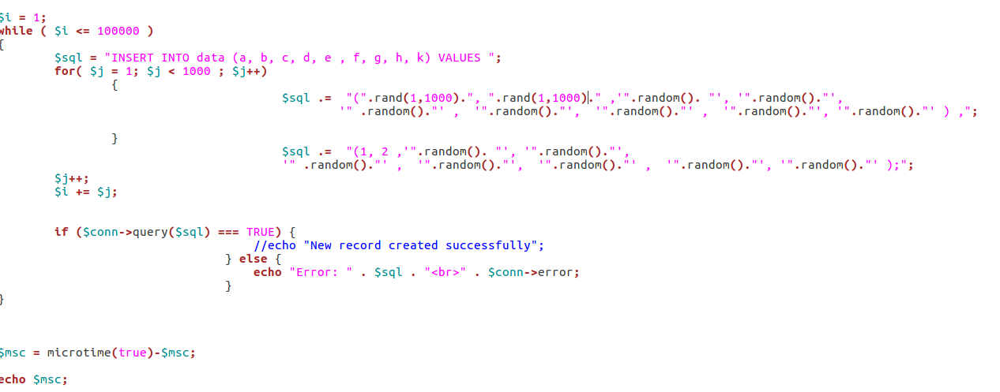 $i = 1;
while ( $i <= 100000 )
{
$sql = "INSERT INTO data (a, b, c, d, e , f, g, h, k) VALUES ";
for( $j = 1; $j < 1000 ; $j++)
{
$sql .=  "(".rand(1,1000).", ".rand(1,1000)." ,'".random(). "', '".random()."',
'" .random()."' ,  '".random()."',  '".random()."' ,  '".random()."', '".random()."' ) ,";
}
$sql .=  "(1, 2 ,'".random(). "', '".random()."',
'" .random()."' ,  '".random()."',  '".random()."' ,  '".random()."', '".random()."' );";
$j++;
$i += $j;
if ($conn->query($sql) === TRUE) {
//echo "New record created successfully";
} else {
echo "Error: " . $sql . "<br>" . $conn->error;
}
}
$msc = microtime(true)-$msc;
echo $msc;